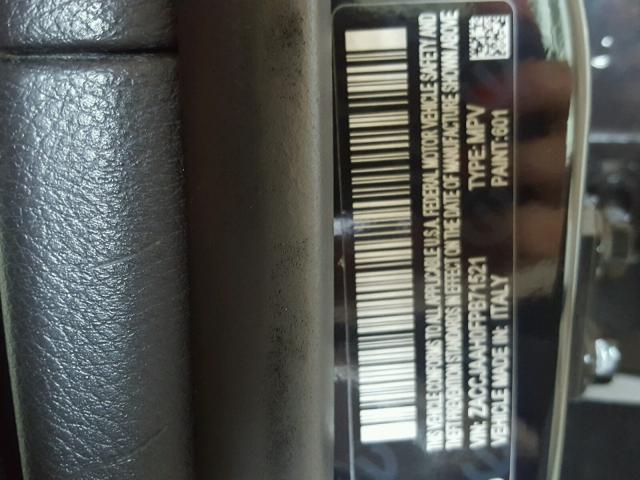 THIS VEHICLE CONFORMS TO ALL APPLICABLE U.S.A. FEDERAL MOTOR VEHICLE SAFETY AND
THEFT PREVENTION STANDARDS IN EFFECT ON THE DATE OF MANUFACTURE SHOWN ABOVE
VIN: ZACCJAAH0FPB71521 TYPE: MPV
VEHICLE MADE IN: ITALY PAINT: 601